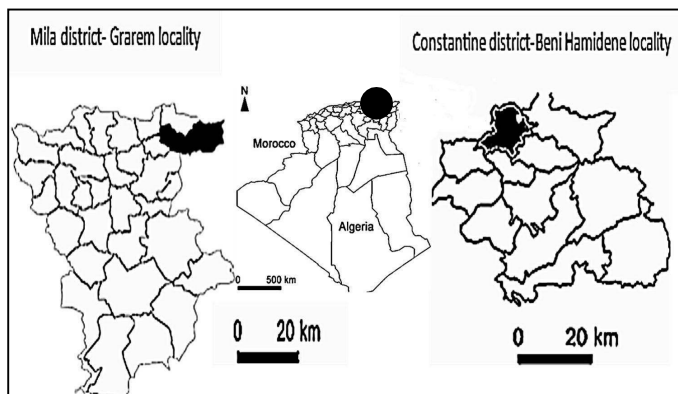 Mila district- Grarem locality
Constantine district-Beni Hamidene locality
N
Morocco
Algeria
0 500 km
0 20 km
0 20 km